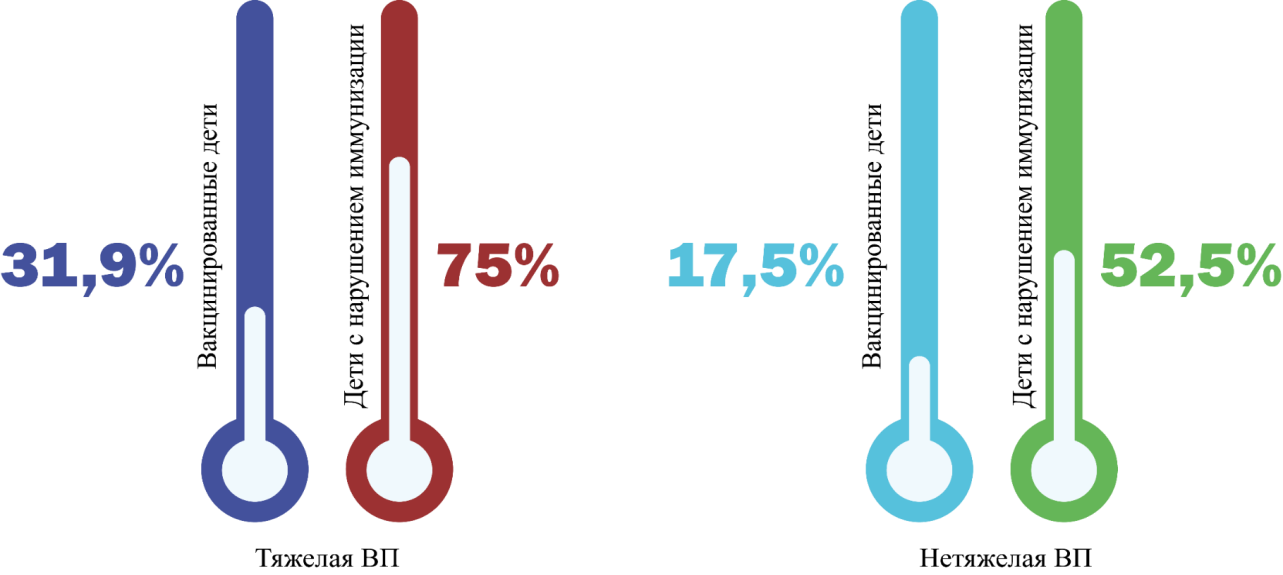 31,9%
Вакцинированные дети
Дети с нарушением иммунизации
75%
Тяжелая ВП
17,5%
Вакцинированные дети
Дети с нарушением иммунизации
52,5%
Нетяжелая ВП